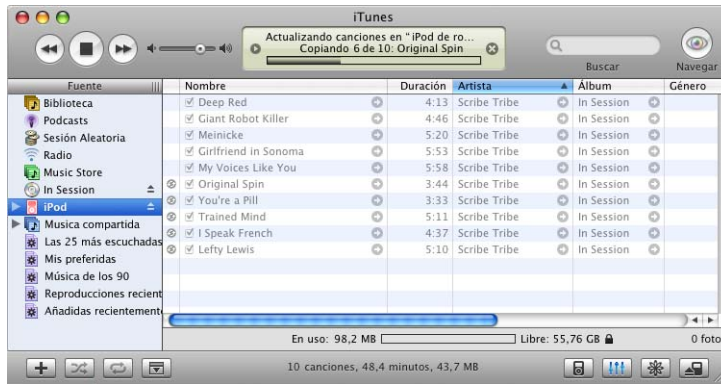 iTunes
Actualizando canciones en "iPod de ro...
Copiando 6 de 10: Original Spin
Buscar
Navegar
Fuente
Nombre Duración Artista Álbum Género
Biblioteca
Podcasts
Sesión Aleatoria
Radio
Music Store
In Session
iPod
Musica compartida
Las 25 más escuchadas
Mis preferidas
Música de los 90
Reproducciones recient
Añadidas recientement
Deep Red 4:13 Scribe Tribe In Session
Giant Robot Killer 4:46 Scribe Tribe In Session
Meinicke 5:20 Scribe Tribe In Session
Girlfriend in Sonoma 5:53 Scribe Tribe In Session
My Voices Like You 5:58 Scribe Tribe In Session
Original Spin 3:44 Scribe Tribe In Session
You're a Pill 3:33 Scribe Tribe In Session
Trained Mind 5:11 Scribe Tribe In Session
I Speak French 4:37 Scribe Tribe In Session
Lefty Lewis 5:10 Scribe Tribe In Session
En uso: 98,2 MB Libre: 55,76 GB 0 foto
10 canciones, 48,4 minutos, 43,7 MB